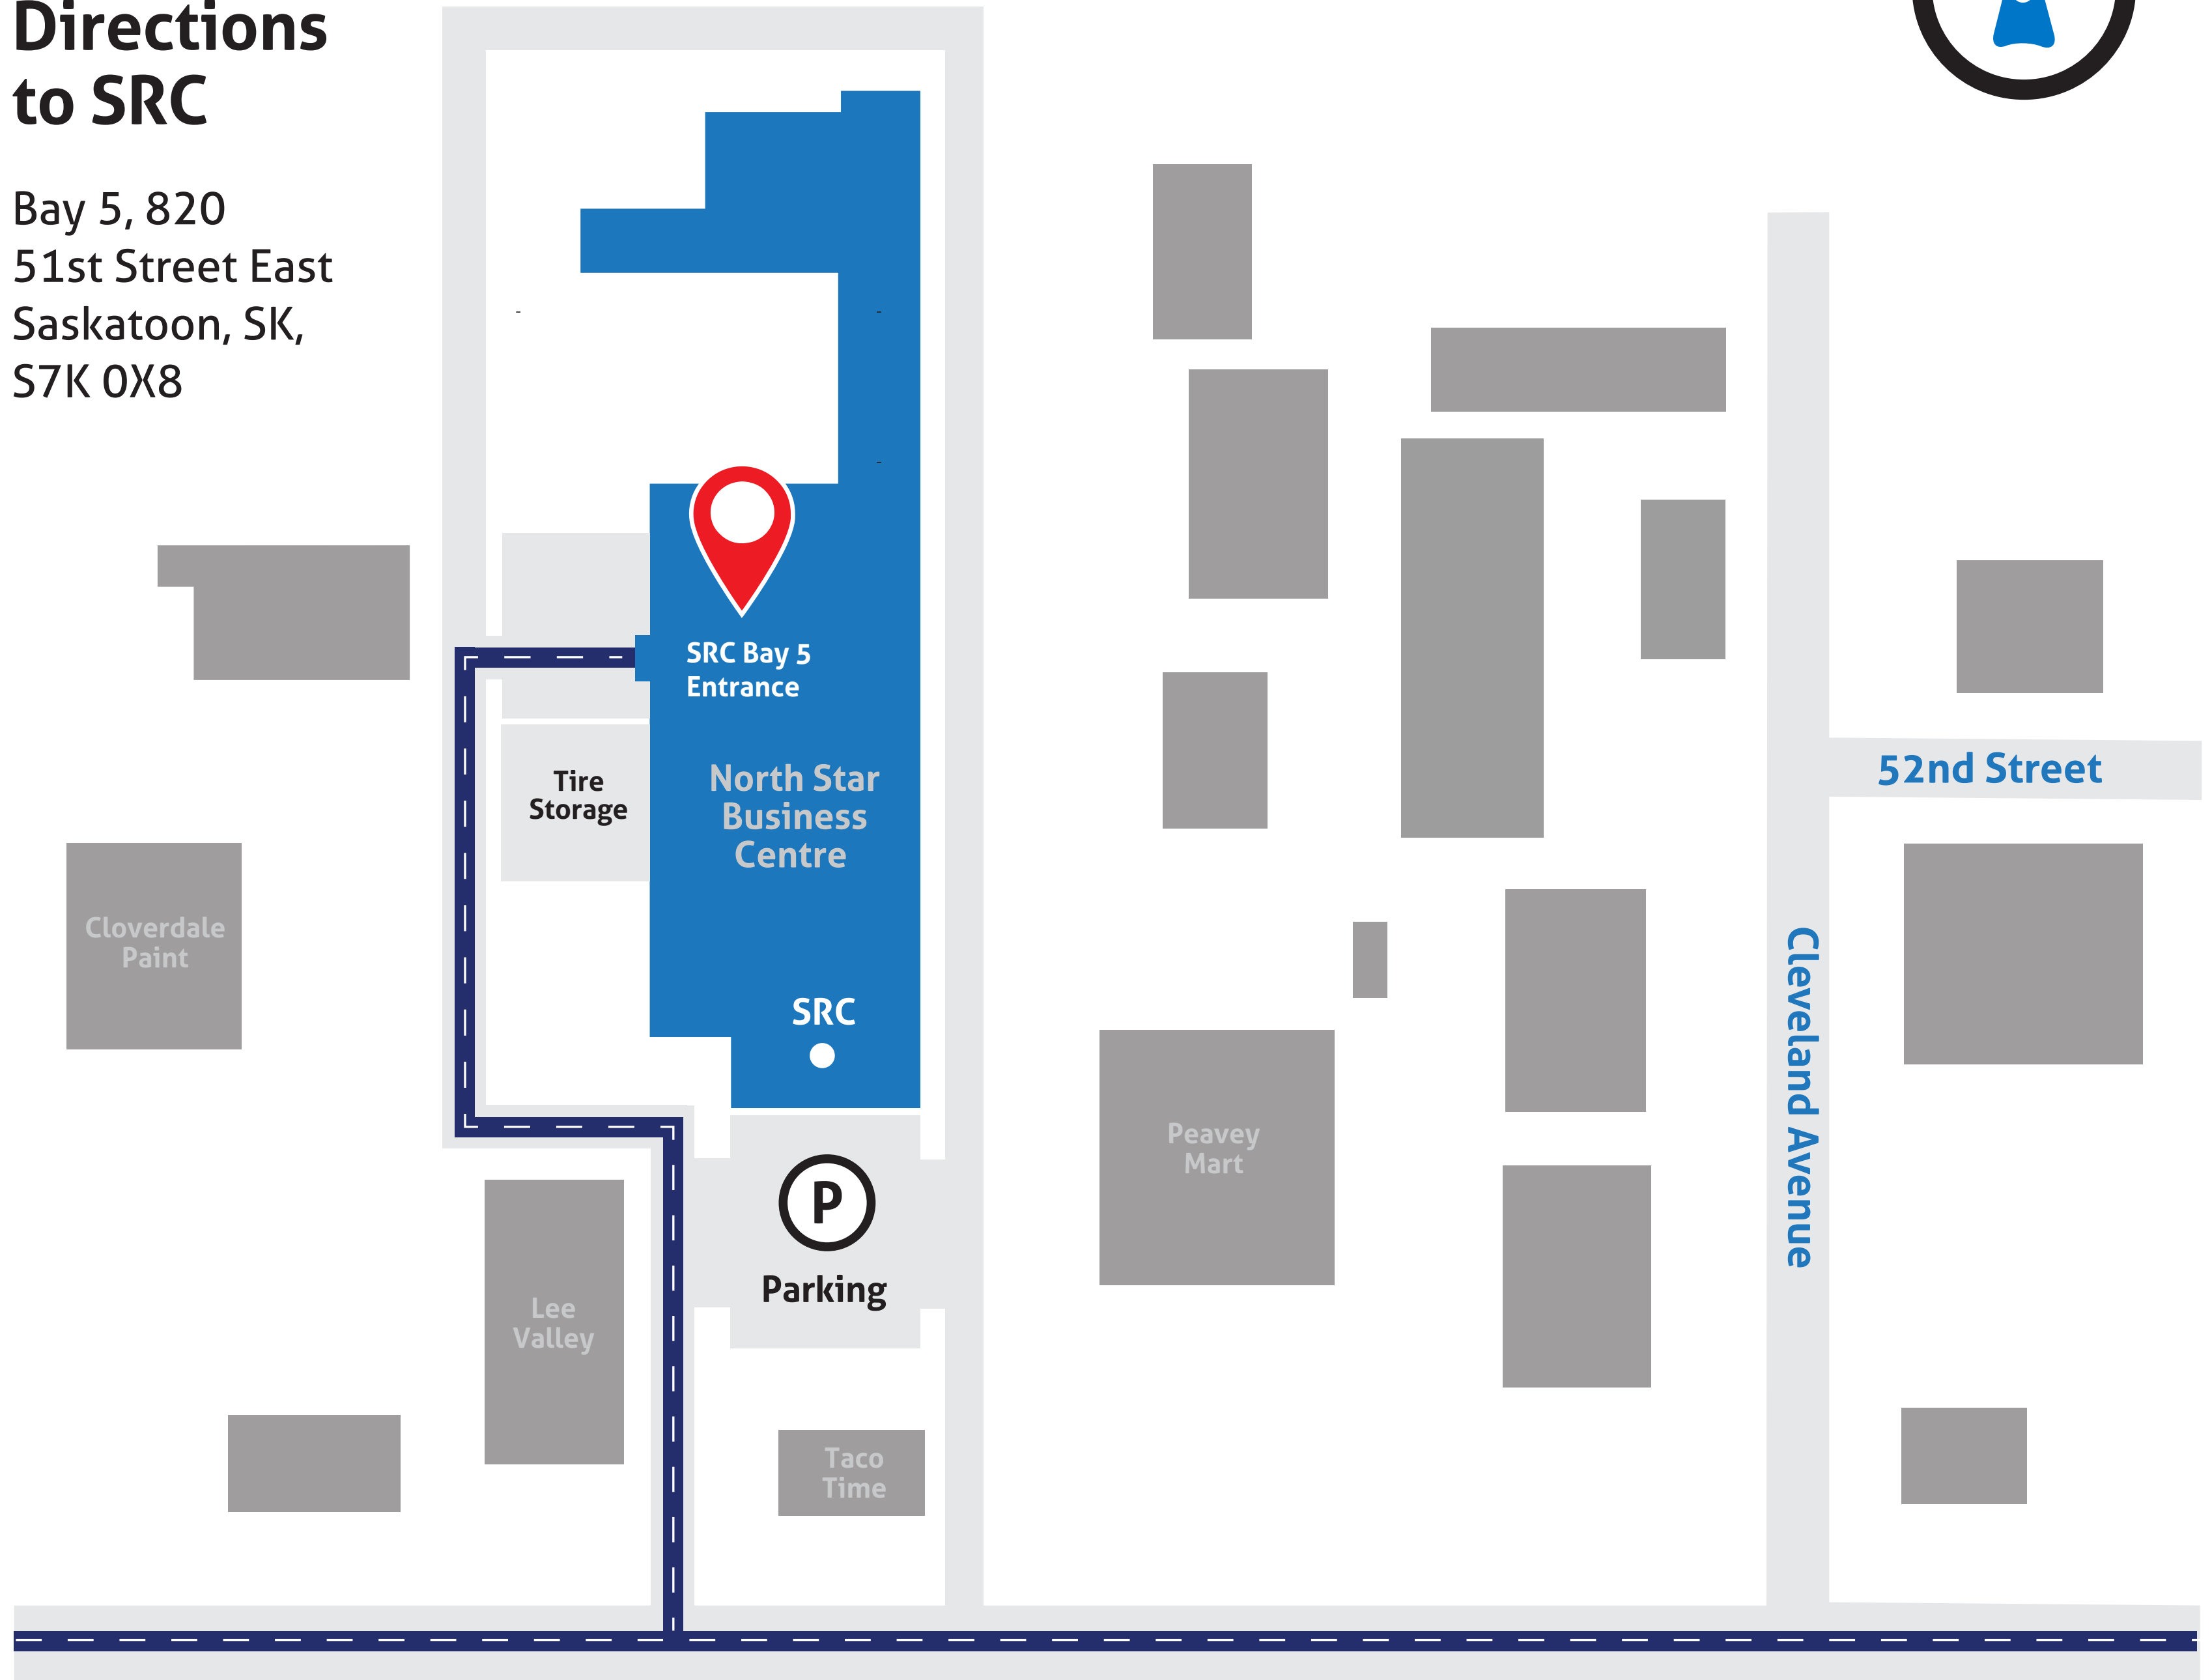 Directions
to SRC
Bay 5, 820
51st Street East
Saskatoon, SK,
S7K 0X8
SRC Bay 5
Entrance
Tire
Storage
North Star
Business
Centre
52nd Street
Cloverdale
Paint
Cleveland Avenue
SRC
Peavey
Mart
P
Parking
Lee
Valley
Taco
Time